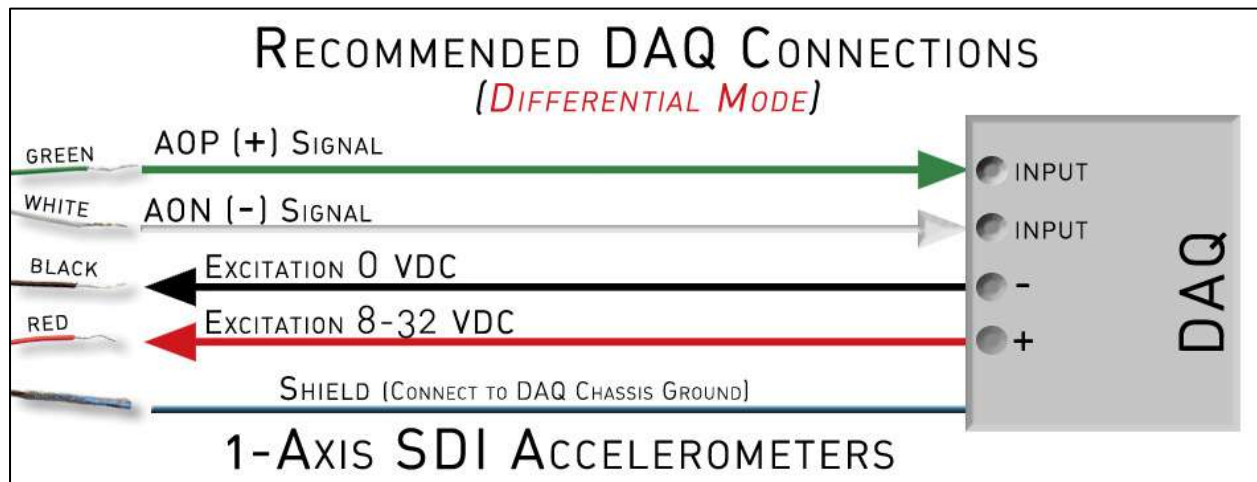 Recommended DAQ Connections
(Differential Mode)
GREEN
AOP (+) Signal
INPUT
WHITE
AON (-) Signal
INPUT
BLACK
Excitation 0 VDC
-
RED
Excitation 8-32 VDC
+
DAQ
Shield (Connect to DAQ Chassis Ground)
1-Axis SDI Accelerometers